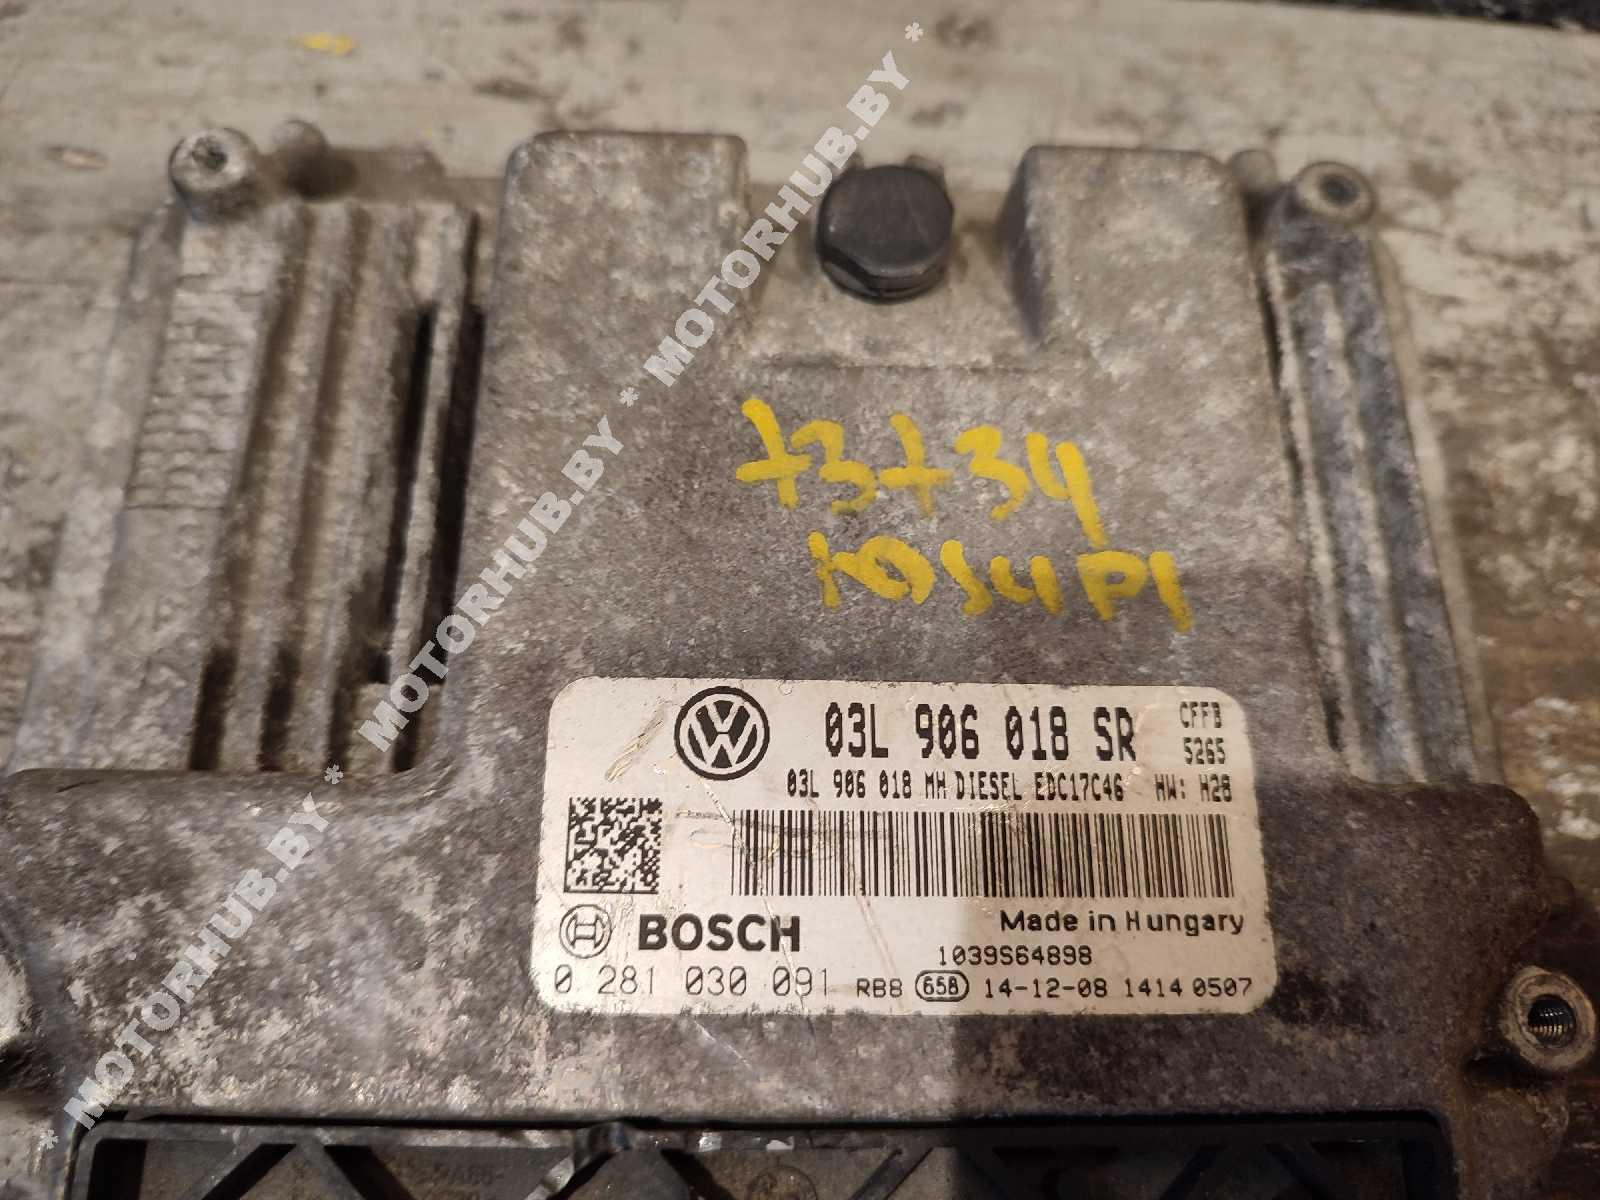 73734
03L 906 018 SR
CFFB
5265
03L 906 018 MH DIESEL EDC17C46 HW: H28
BOSCH
Made in Hungary
1039S64898
0 281 030 091 RB8 658 14-12-08 1414 0507
* MOTORHUB.BY * MOTORHUB.BY * MOTORHUB.BY *